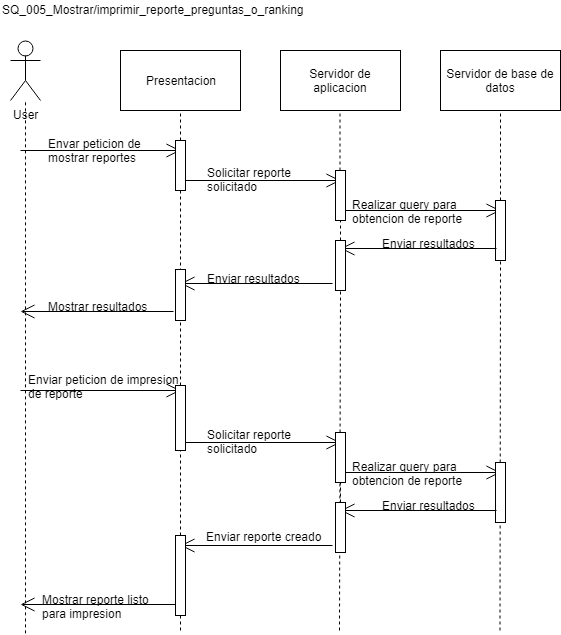 SQ_005_Mostrar/imprimir_reporte_preguntas_o_ranking
Presentacion
Servidor de
aplicacion
Servidor de base de
datos
User
Envar peticion de
mostrar reportes
Solicitar reporte
solicitado
Realizar query para
obtencion de reporte
Enviar resultados
Enviar resultados
Mostrar resultados
Enviar peticion de impresion
de reporte
Solicitar reporte
solicitado
Realizar query para
obtencion de reporte
Enviar resultados
Enviar reporte creado
Mostrar reporte listo
para impresion